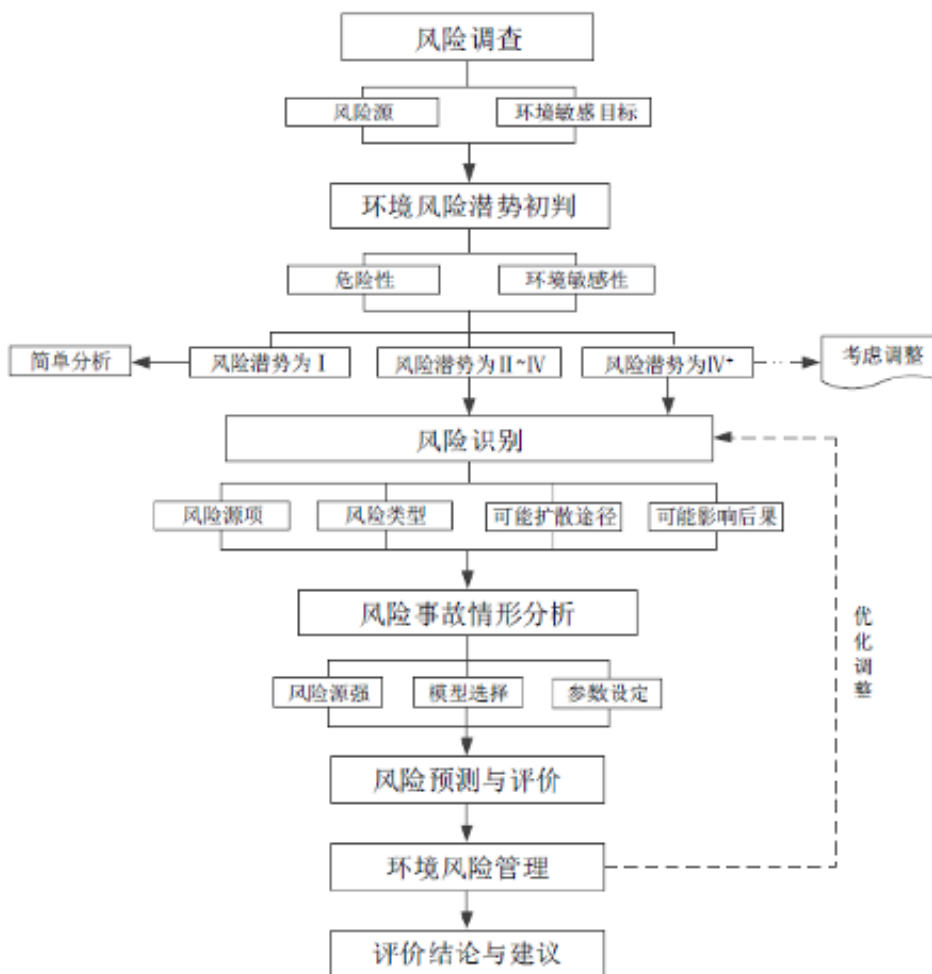 风险调查
风险源
环境敏感目标
环境风险潜势初判
危险性
环境敏感性
简单分析
风险潜势为Ⅰ
风险潜势为Ⅱ~Ⅳ
风险潜势为Ⅳ⁺
考虑调整
风险识别
风险源项
风险类型
可能扩散途径
可能影响后果
风险事故情形分析
优化调整
风险源强
模型选择
参数设定
风险预测与评价
环境风险管理
评价结论与建议